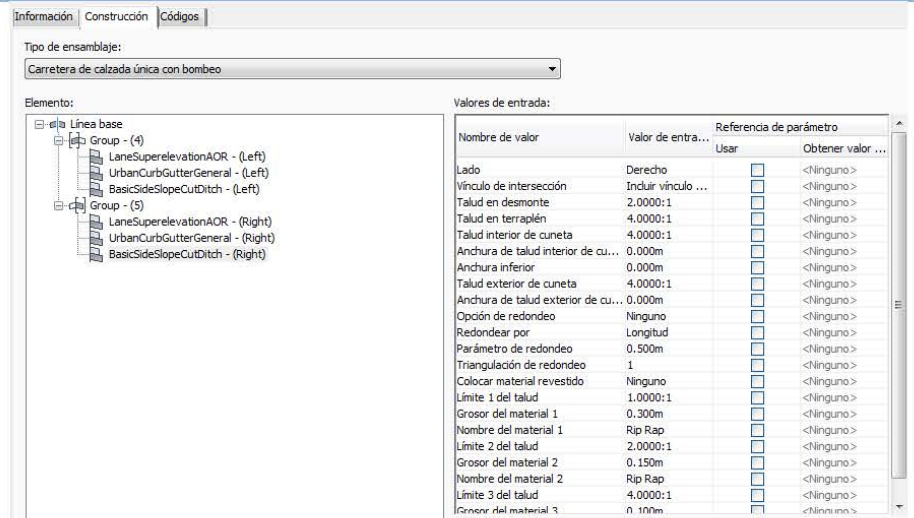 Información Construcción Códigos
Tipo de ensamblaje:
Carretera de calzada única con bombeo
Elemento:
Línea base
Group - (4)
LaneSuperelevationAOR - (Left)
UrbanCurbGutterGeneral - (Left)
BasicSideSlopeCutDitch - (Left)
Group - (5)
LaneSuperelevationAOR - (Right)
UrbanCurbGutterGeneral - (Right)
BasicSideSlopeCutDitch - (Right)
Valores de entrada:
Nombre de valor Valor de entra... Referencia de parámetro
Usar Obtener valor ...
Lado Derecho <Ninguno>
Vínculo de intersección Incluir vínculo ... <Ninguno>
Talud en desmonte 2.0000:1 <Ninguno>
Talud en terraplén 4.0000:1 <Ninguno>
Talud interior de cuneta 4.0000:1 <Ninguno>
Anchura de talud interior de cu... 0.000m <Ninguno>
Anchura inferior 0.000m <Ninguno>
Talud exterior de cuneta 4.0000:1 <Ninguno>
Anchura de talud exterior de cu... 0.000m <Ninguno>
Opción de redondeo Ninguno <Ninguno>
Redondear por Longitud <Ninguno>
Parámetro de redondeo 0.500m <Ninguno>
Triangulación de redondeo 1 <Ninguno>
Colocar material revestido Ninguno <Ninguno>
Límite 1 del talud 1.0000:1 <Ninguno>
Grosor del material 1 0.300m <Ninguno>
Nombre del material 1 Rip Rap <Ninguno>
Límite 2 del talud 2.0000:1 <Ninguno>
Grosor del material 2 0.150m <Ninguno>
Nombre del material 2 Rip Rap <Ninguno>
Límite 3 del talud 4.0000:1 <Ninguno>
Grosor del material 3 0.100m <Ninguno>